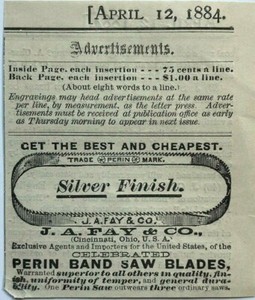 [APRIL 12, 1884.
Advertisements.
Inside Page, each insertion - - - 75 cents a line.
Back Page, each insertion - - - $1.00 a line.
(About eight words to a line.)
Engravings may head advertisements at the same rate
per line, by measurement, as the letter press. Adver-
tisements must be received at publication office as early
as Thursday morning to appear in next issue.
GET THE BEST AND CHEAPEST.
TRADE PERIN MARK.
Silver Finish.
J.A. FAY & CO.
J. A. FAY & CO.,
(Cincinnati, Ohio, U. S. A.
Exclusive Agents and Importers for the United States, of the
CELEBRATED
PERIN BAND SAW BLADES,
Warranted superior to all others in quality, fin-
ish, uniformity of temper, and general dura-
bility. One Perin Saw outwears three ordinary saws.